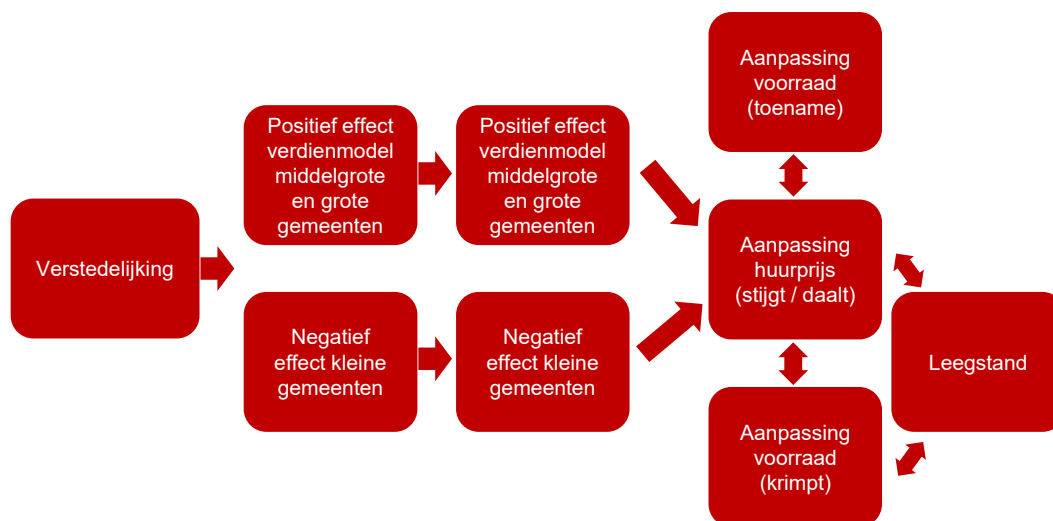 Verstedelijking
Positief effect
verdienmodel
middelgrote
en grote
gemeenten
Negatief
effect kleine
gemeenten
Positief effect
verdienmodel
middelgrote
en grote
gemeenten
Negatief
effect kleine
gemeenten
Aanpassing
voorraad
(toename)
Aanpassing
huurprijs
(stijgt / daalt)
Aanpassing
voorraad
(krimpt)
Leegstand